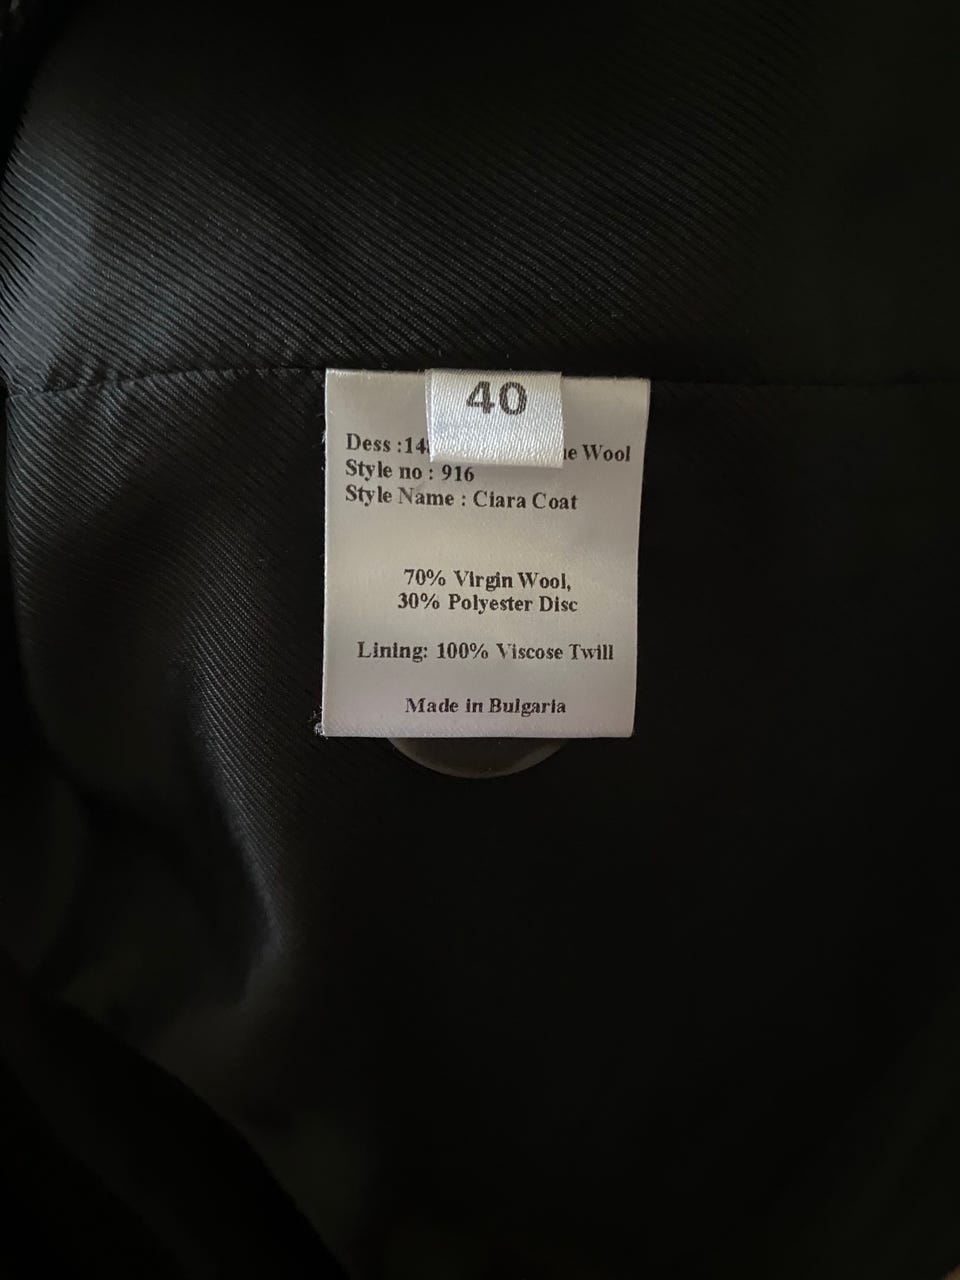 40
Dess :14 Wool
Style no : 916
Style Name : Ciara Coat
70% Virgin Wool,
30% Polyester Disc
Lining: 100% Viscose Twill
Made in Bulgaria